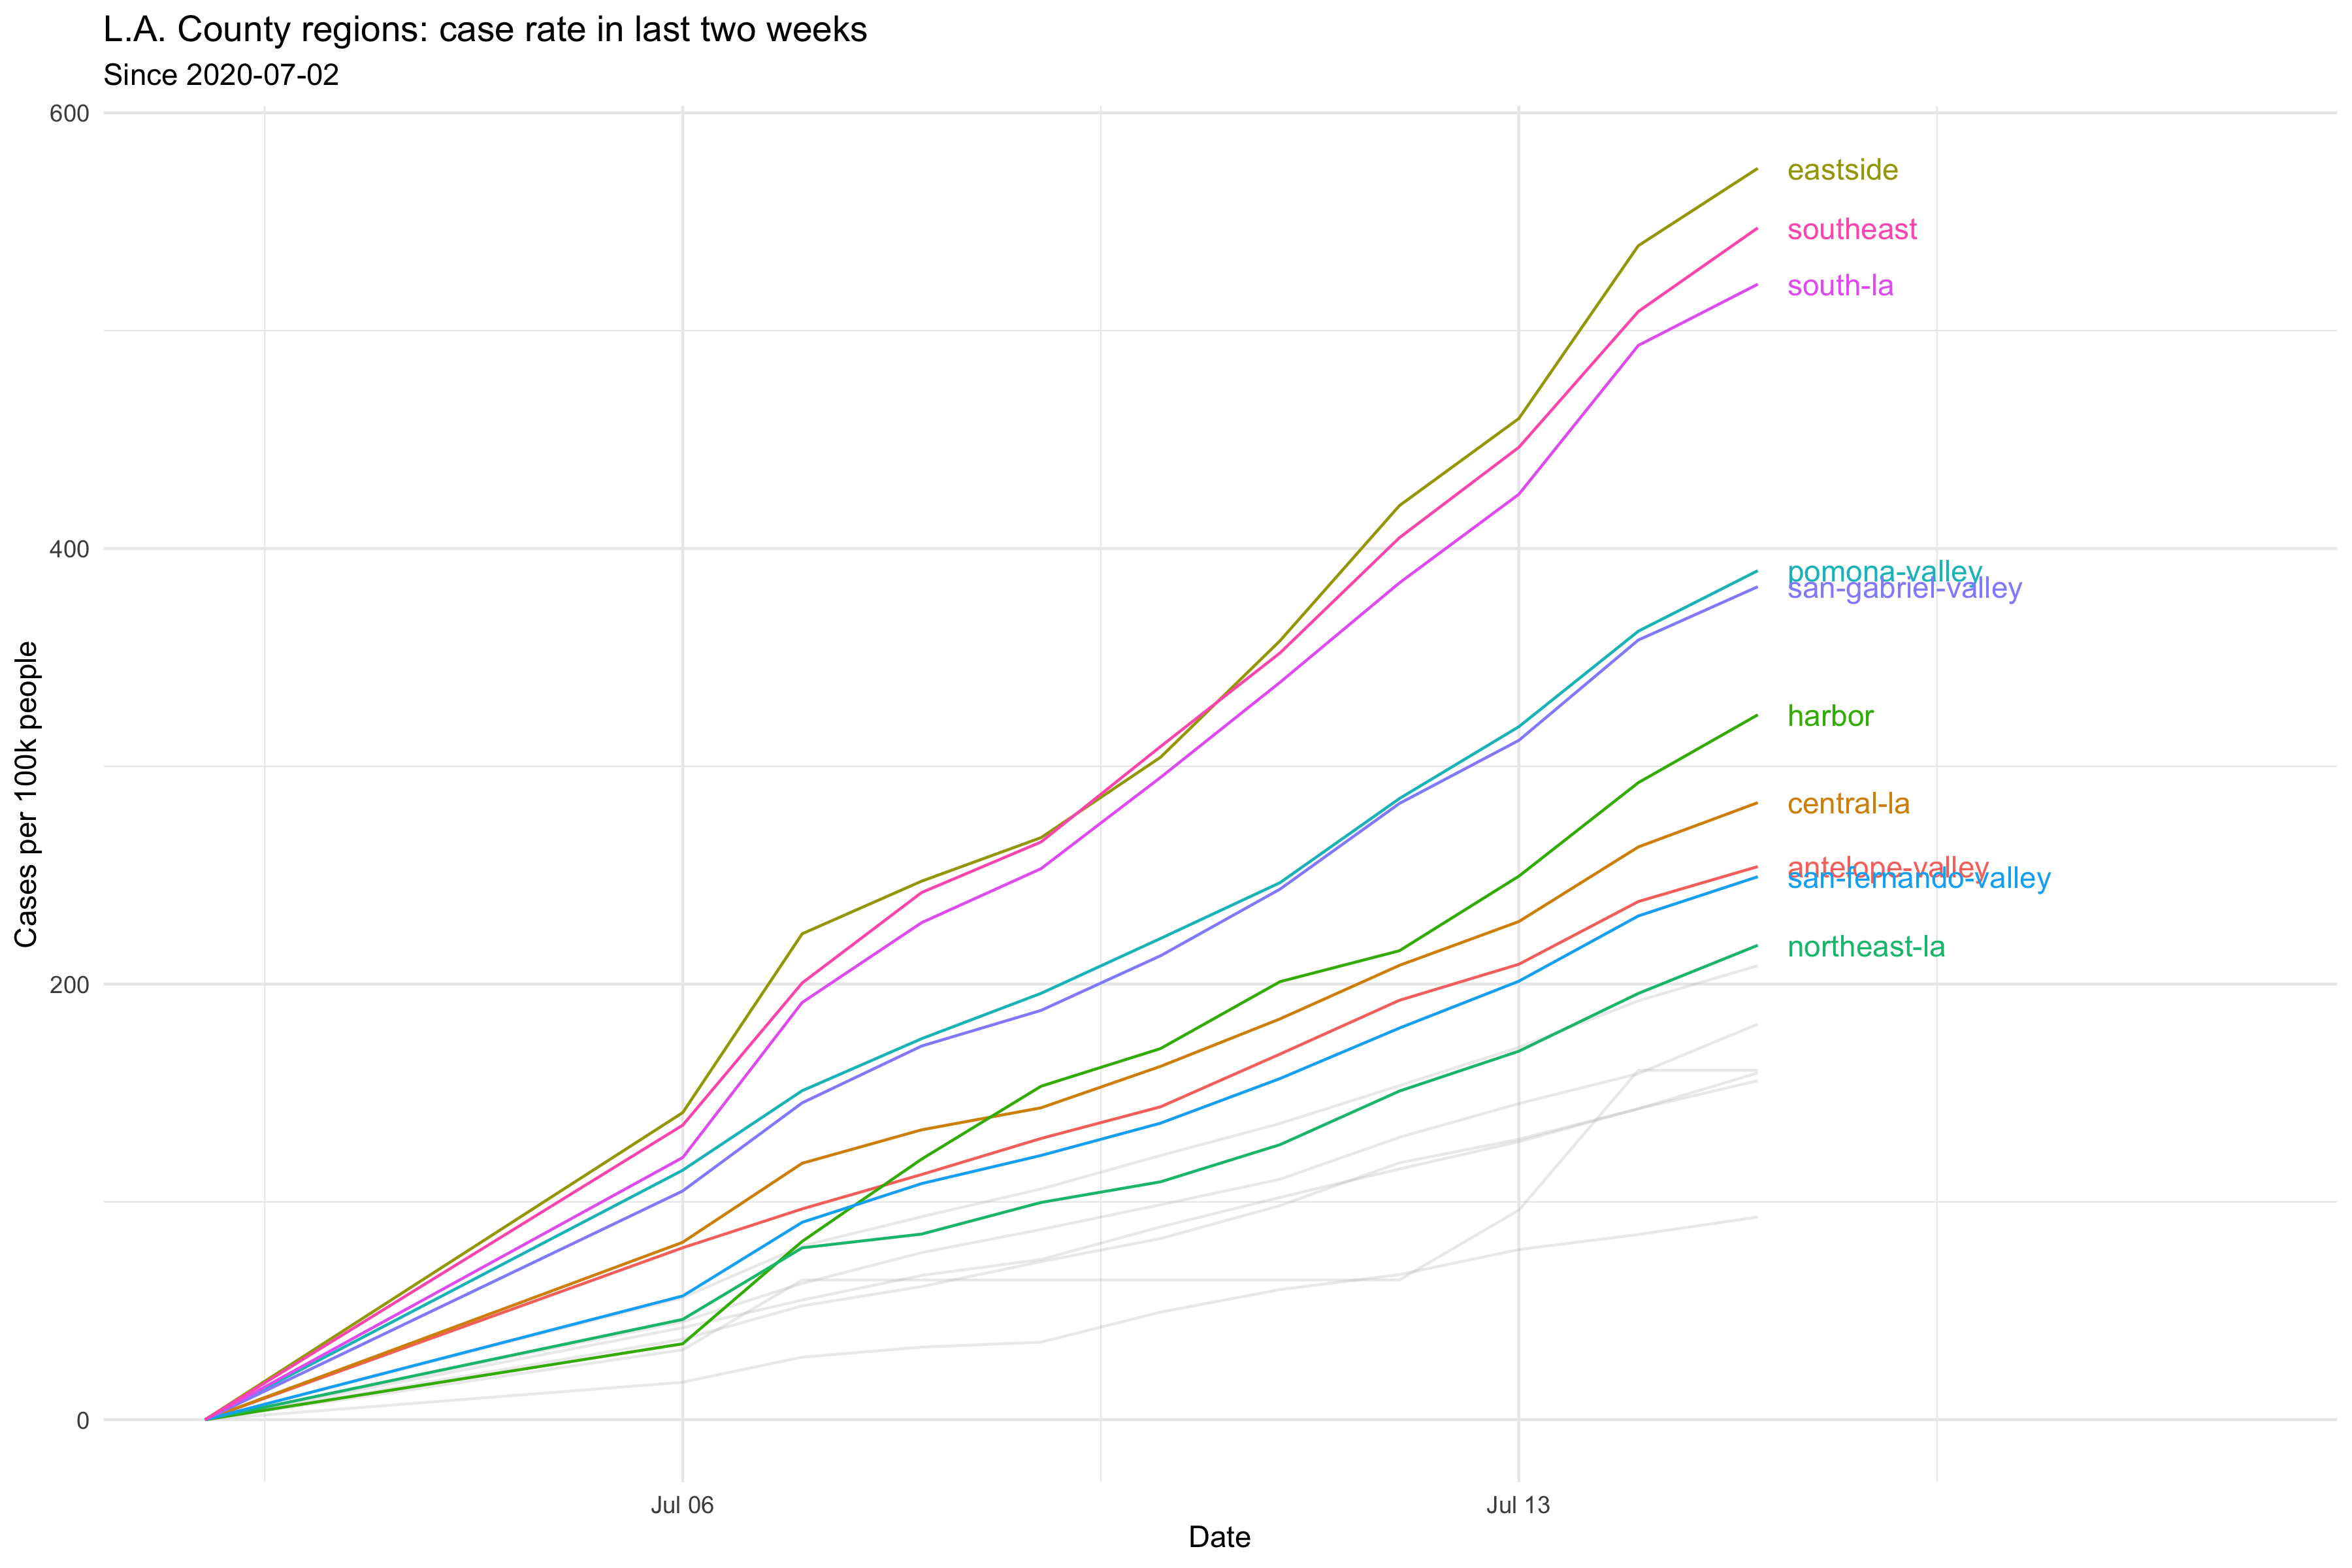 L.A. County regions: case rate in last two weeks
Since 2020-07-02
600
400
200
0
Cases per 100k people
eastside
southeast
south-la
pomona-valley
san-gabriel-valley
harbor
central-la
antelope-valley
san-fernando-valley
northeast-la
Jul 06
Jul 13
Date